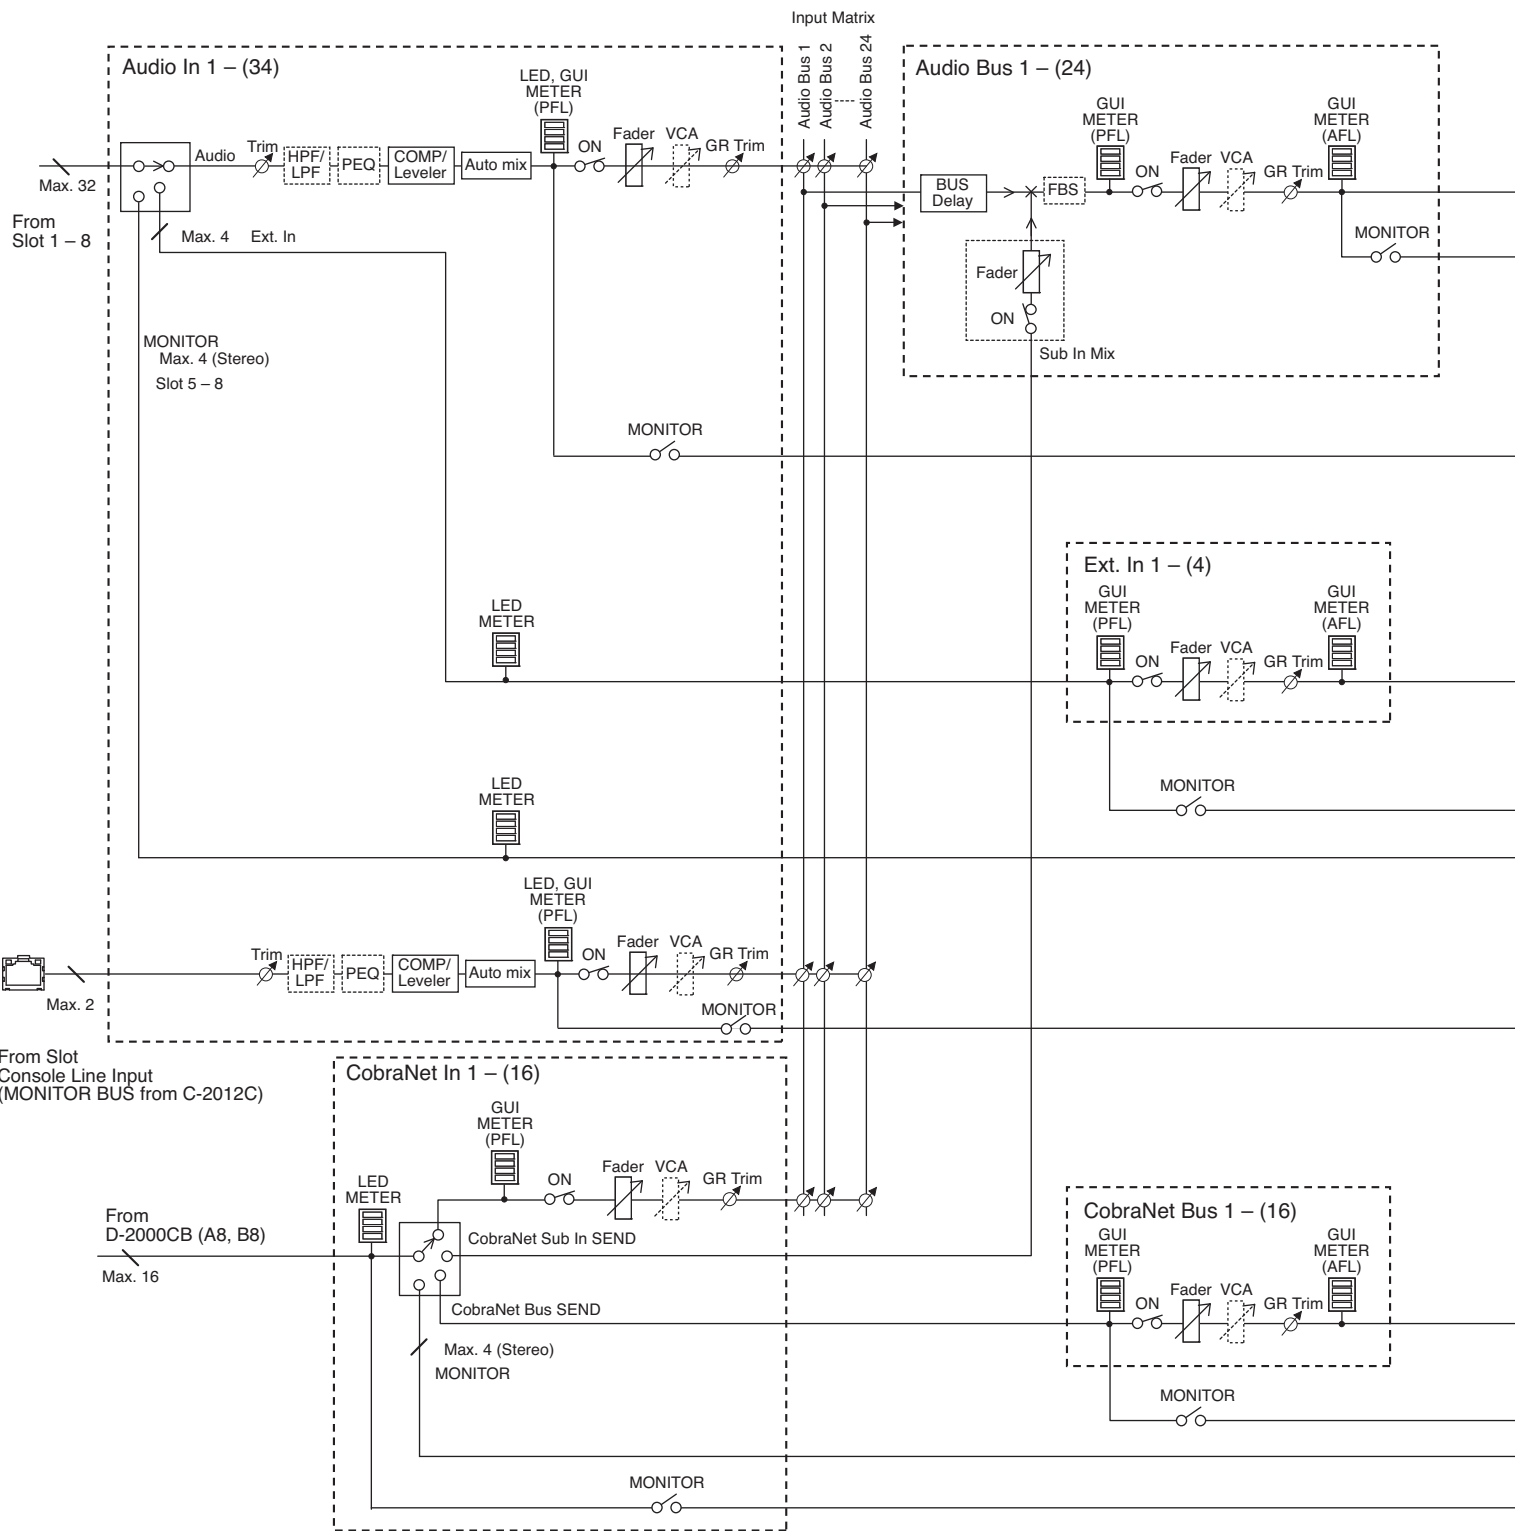 Input Matrix
Audio Bus 1
Audio Bus 2
Audio Bus 24
Audio In 1 – (34)
LED, GUI
METER
(PFL)
Audio
Trim
HPF/
LPF
PEQ
COMP/
Leveler
Auto mix
ON
Fader
VCA
GR Trim
Max. 32
From
Slot 1 – 8
Max. 4 Ext. In
MONITOR
Max. 4 (Stereo)
Slot 5 – 8
MONITOR
Audio Bus 1 – (24)
GUI
METER
(PFL)
GUI
METER
(AFL)
BUS
Delay
FBS
ON
Fader
VCA
GR Trim
MONITOR
Fader
ON
Sub In Mix
Ext. In 1 – (4)
GUI
METER
(PFL)
GUI
METER
(AFL)
ON
Fader
VCA
GR Trim
LED
METER
MONITOR
LED
METER
LED, GUI
METER
(PFL)
Trim
HPF/
LPF
PEQ
COMP/
Leveler
Auto mix
ON
Fader
VCA
GR Trim
Max. 2
MONITOR
From Slot
Console Line Input
(MONITOR BUS from C-2012C)
CobraNet In 1 – (16)
GUI
METER
(PFL)
ON
Fader
VCA
GR Trim
LED
METER
From
D-2000CB (A8, B8)
Max. 16
CobraNet Sub In SEND
CobraNet Bus SEND
Max. 4 (Stereo)
MONITOR
MONITOR
CobraNet Bus 1 – (16)
GUI
METER
(PFL)
GUI
METER
(AFL)
ON
Fader
VCA
GR Trim
MONITOR